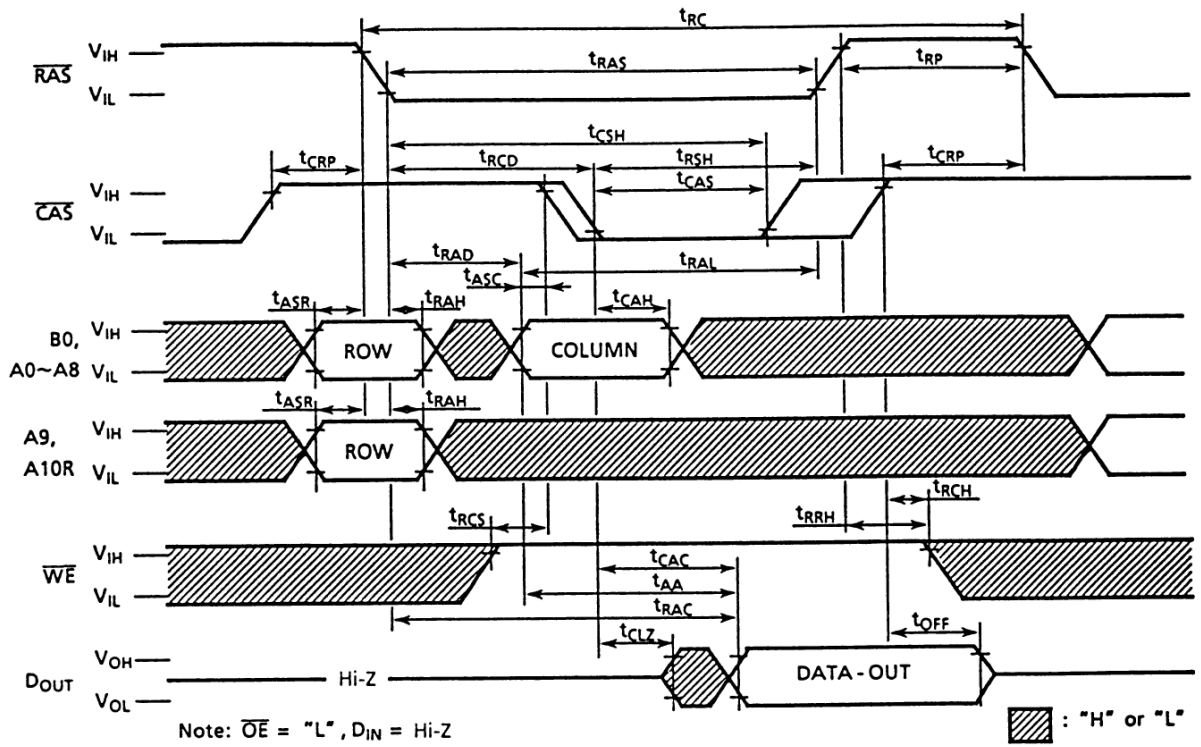 tRC
RAS
VIH
VIL
tRAS
tRP
tCSH
tCRP
tRCD
tRSH
tCRP
CAS
VIH
VIL
tCAS
tRAD
tRAL
tASC
tASR
tRAH
tCAH
B0,
A0~A8
VIH
VIL
ROW
COLUMN
tASR
tRAH
A9,
A10R
VIH
VIL
ROW
tRCS
tRRH
tRCH
WE
VIH
VIL
tCAC
tAA
tRAC
tCLZ
tOFF
DOUT
VOH
VOL
Hi-Z
DATA-OUT
Note: OE = "L", DIN = Hi-Z
: "H" or "L"